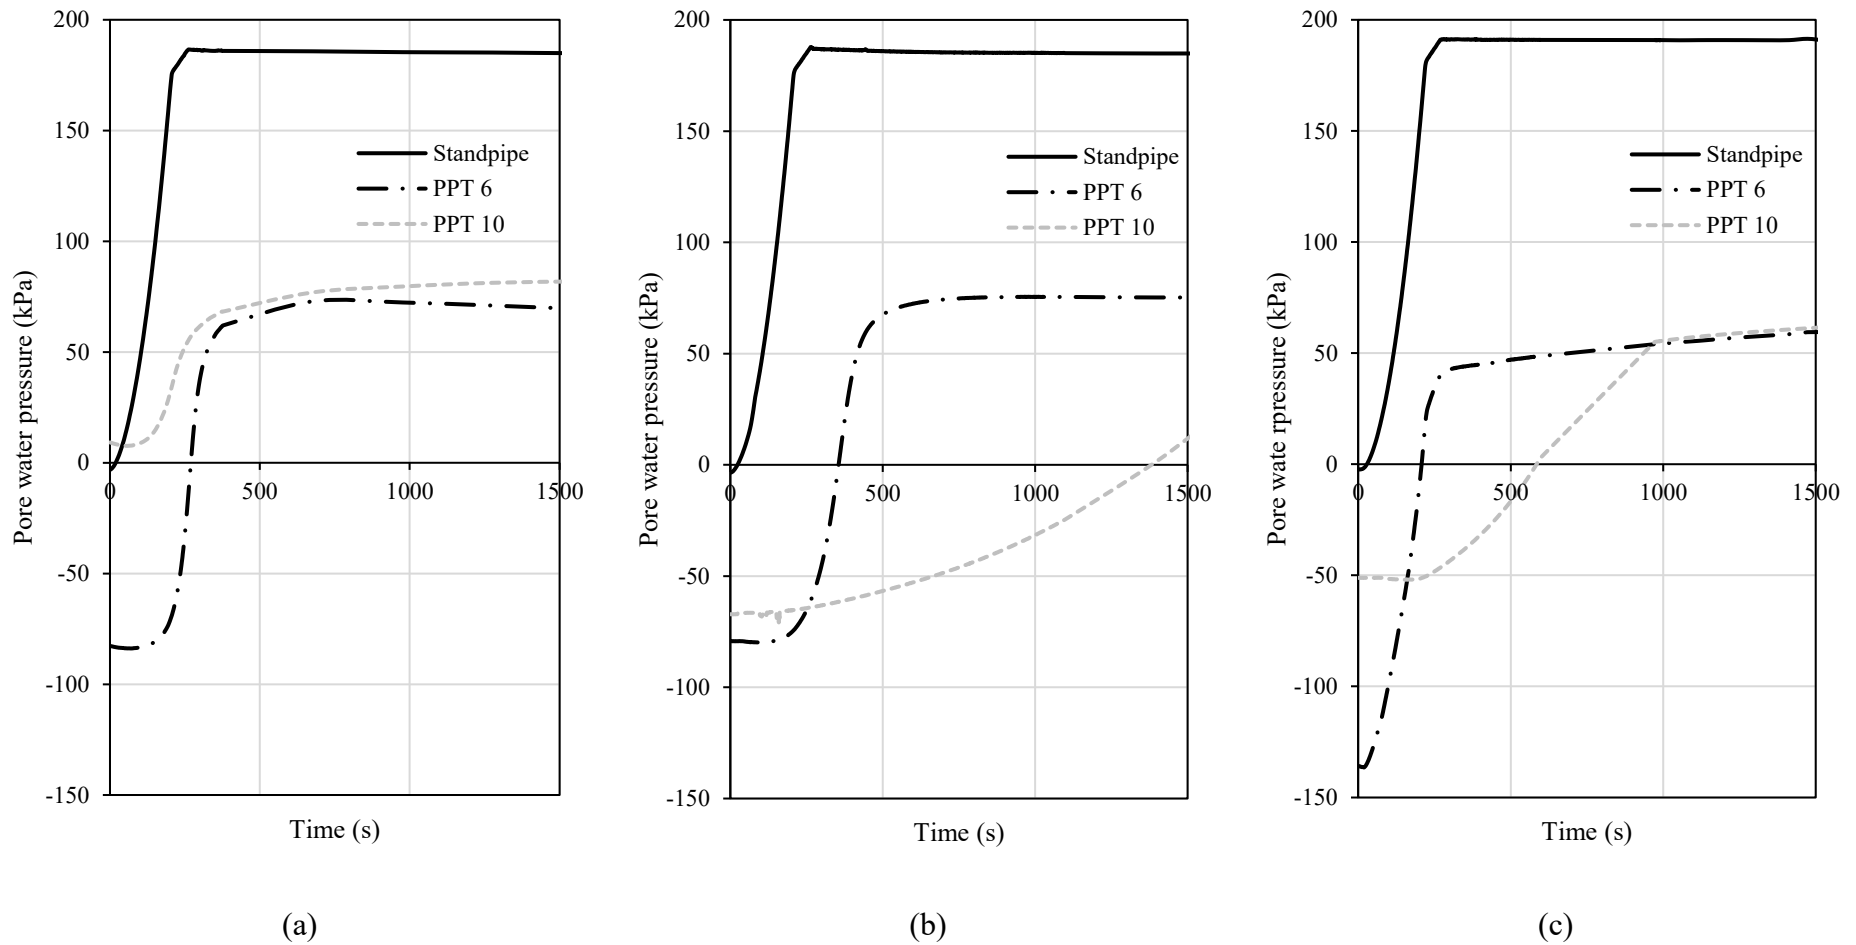 200
150
100
50
0
-50
-100
-150
0
500
1000
1500
Pore water pressure (kPa)
Time (s)
Standpipe
PPT 6
PPT 10
(a)
200
150
100
50
0
-50
-100
-150
0
500
1000
1500
Pore water pressure (kPa)
Time (s)
Standpipe
PPT 6
PPT 10
(b)
200
150
100
50
0
-50
-100
-150
0
500
1000
1500
Pore wate rpressure (kPa)
Time (s)
Standpipe
PPT 6
PPT 10
(c)